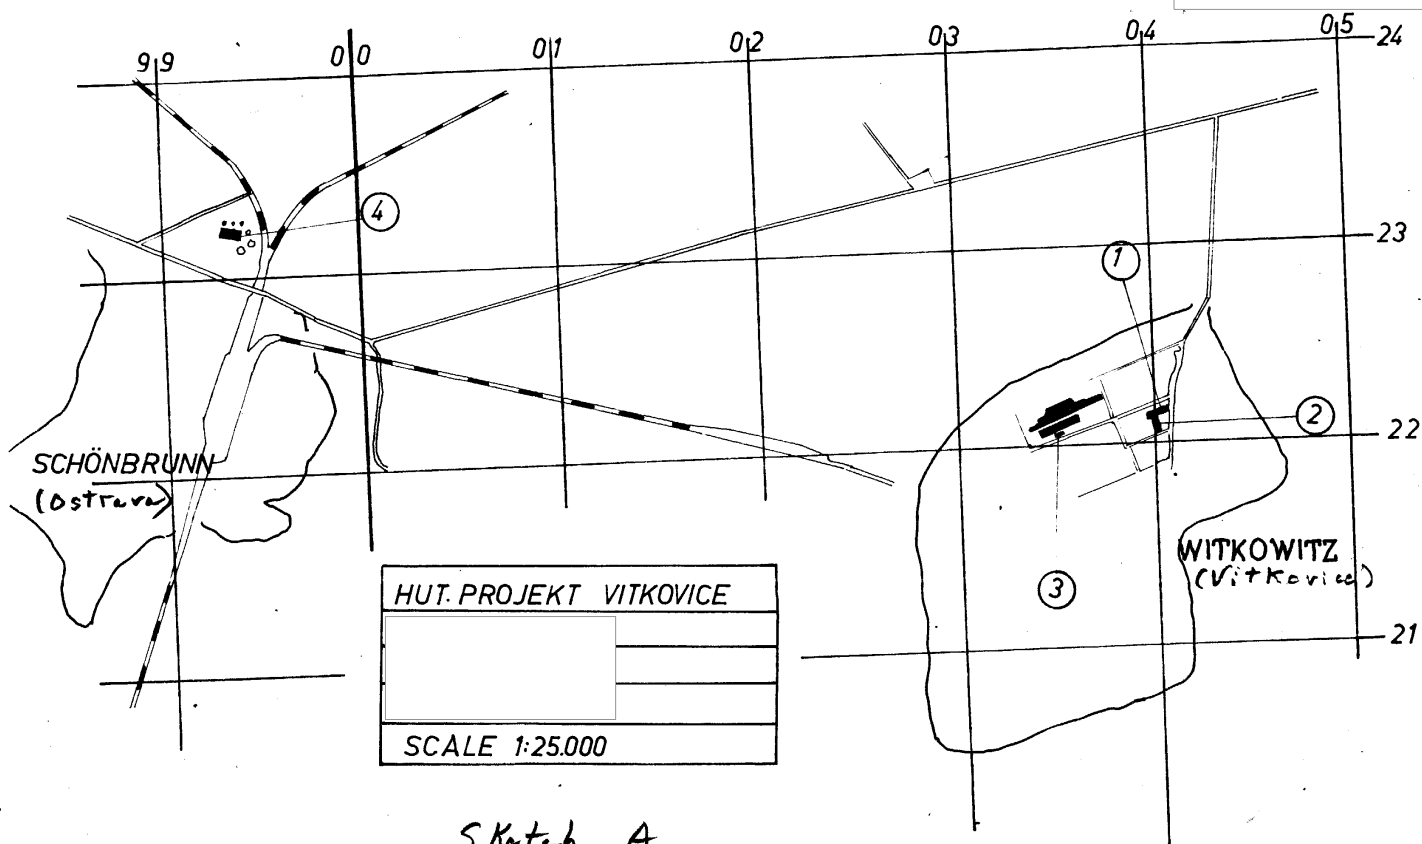 99 00 01 02 03 04 05
24
4
23
1
2
22
SCHÖNBRUNN
(Ostrava)
WITKOWITZ
(Vitkovice)
3
HUT. PROJEKT VITKOVICE
21
SCALE 1:25.000
Sketch A